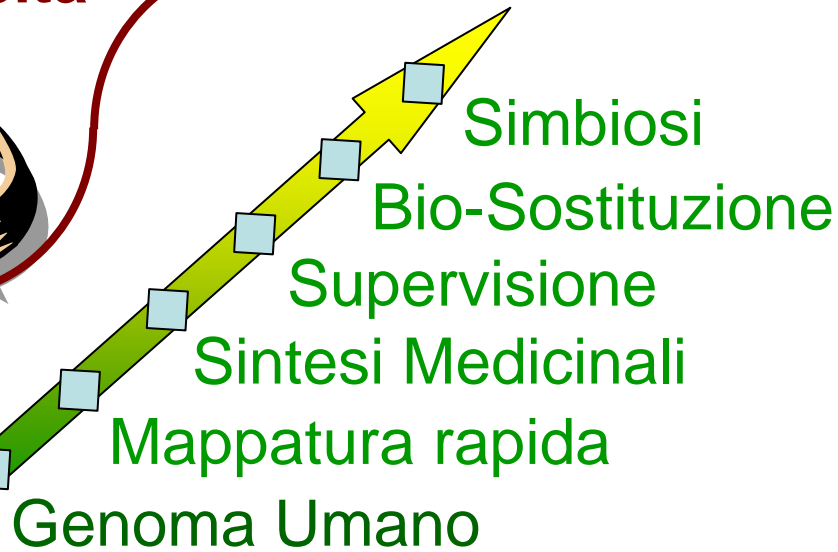 Simbiosi
Bio-Sostituzione
Supervisione
Sintesi Medicinali
Mappatura rapida
Genoma Umano